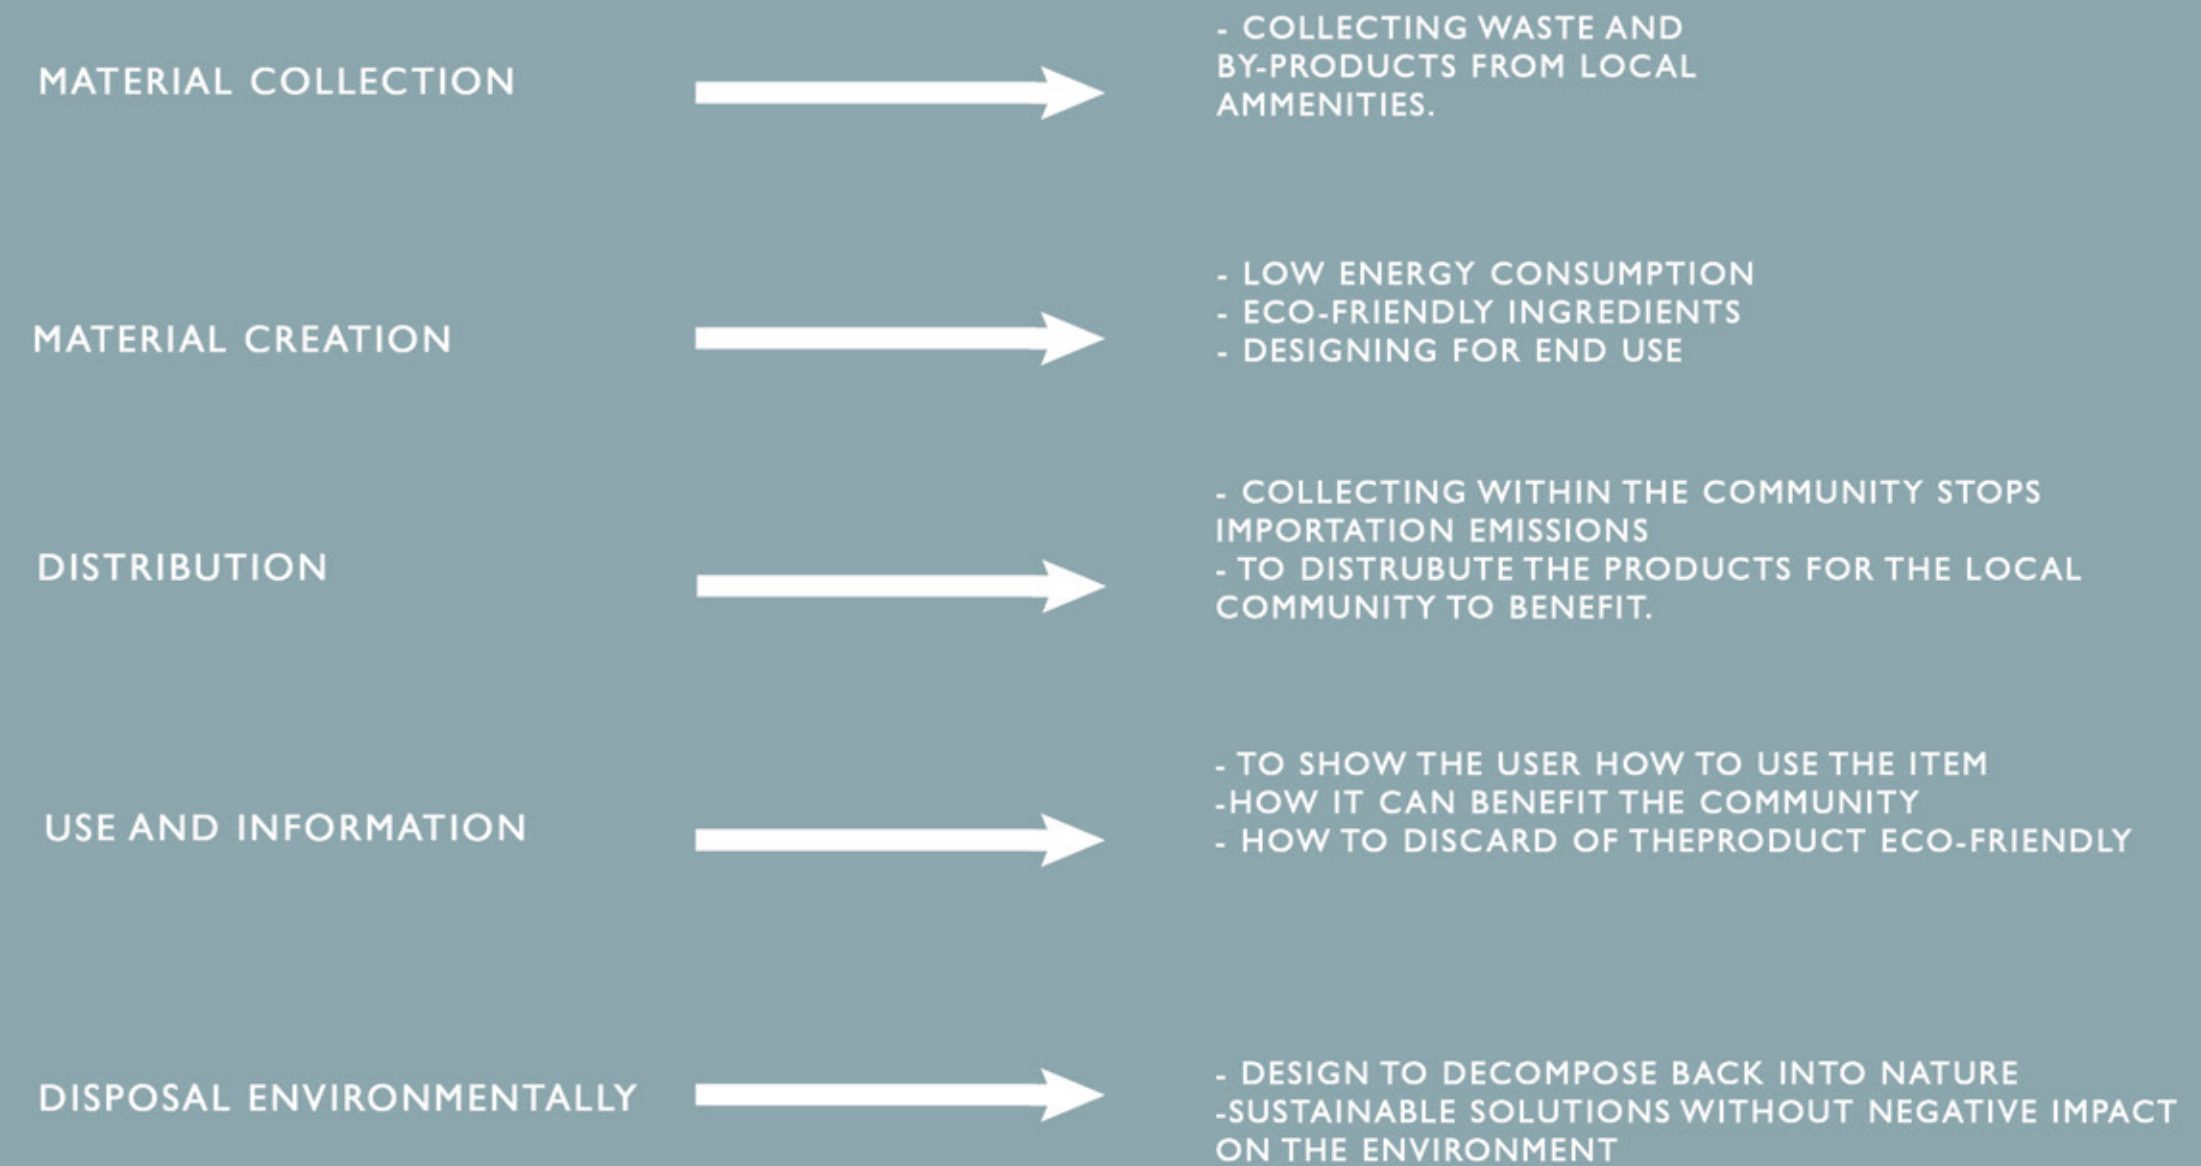 MATERIAL COLLECTION
- COLLECTING WASTE AND
BY-PRODUCTS FROM LOCAL
AMMENITIES.
MATERIAL CREATION
- LOW ENERGY CONSUMPTION
- ECO-FRIENDLY INGREDIENTS
- DESIGNING FOR END USE
DISTRIBUTION
- COLLECTING WITHIN THE COMMUNITY STOPS
IMPORTATION EMISSIONS
- TO DISTRUBUTE THE PRODUCTS FOR THE LOCAL
COMMUNITY TO BENEFIT.
USE AND INFORMATION
- TO SHOW THE USER HOW TO USE THE ITEM
-HOW IT CAN BENEFIT THE COMMUNITY
- HOW TO DISCARD OF THEPRODUCT ECO-FRIENDLY
DISPOSAL ENVIRONMENTALLY
- DESIGN TO DECOMPOSE BACK INTO NATURE
-SUSTAINABLE SOLUTIONS WITHOUT NEGATIVE IMPACT
ON THE ENVIRONMENT